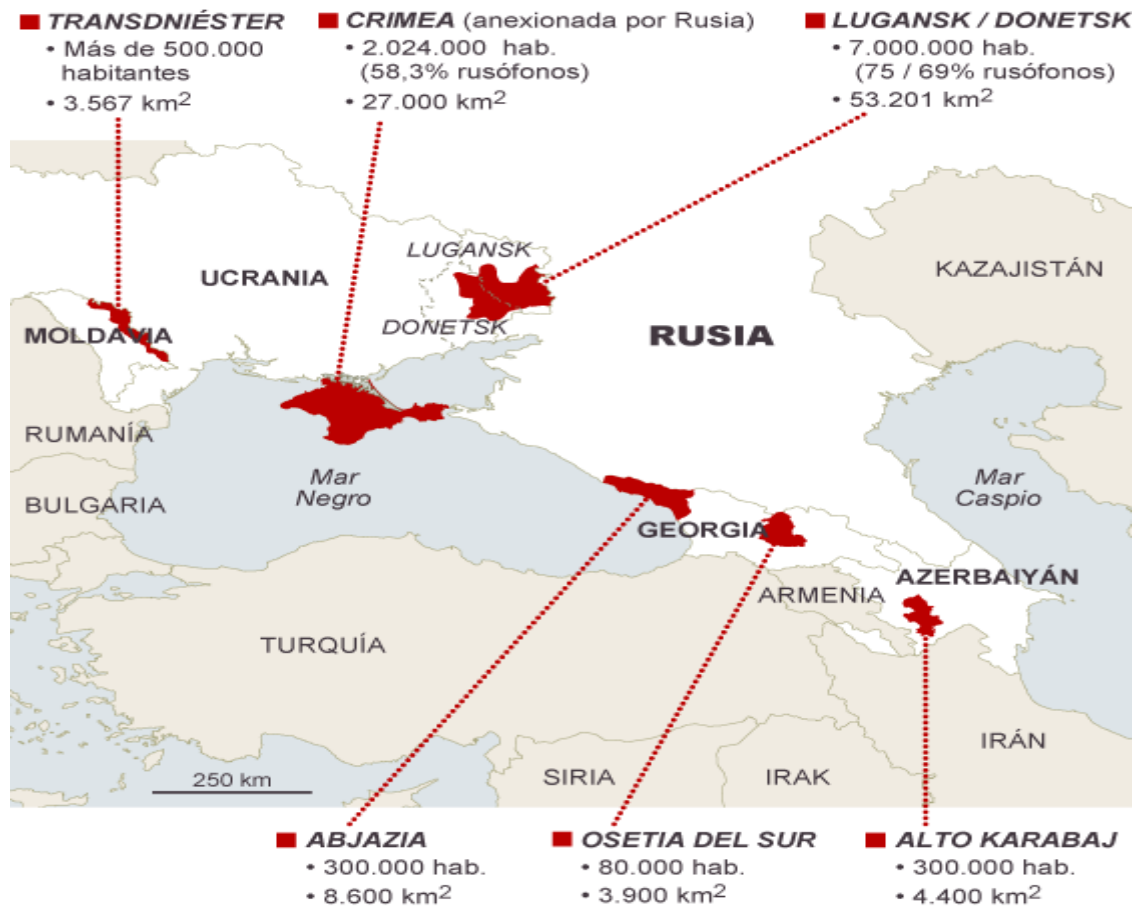 TRANSDNIÉSTER
• Más de 500.000
habitantes
• 3.567 km²
CRIMEA (anexionada por Rusia)
• 2.024.000 hab.
(58,3% rusófonos)
• 27.000 km²
LUGANSK / DONETSK
• 7.000.000 hab.
(75 / 69% rusófonos)
• 53.201 km²
LUGANSK
UCRANIA
KAZAJISTÁN
DONETSK
MOLDAVIA
RUSIA
RUMANÍA
Mar
Negro
Mar
Caspio
BULGARIA
GEORGIA
AZERBAIYÁN
ARMENIA
TURQUÍA
IRÁN
250 km
SIRIA
IRAK
ABJAZIA
• 300.000 hab.
• 8.600 km²
OSETIA DEL SUR
• 80.000 hab.
• 3.900 km²
ALTO KARABAJ
• 300.000 hab.
• 4.400 km²